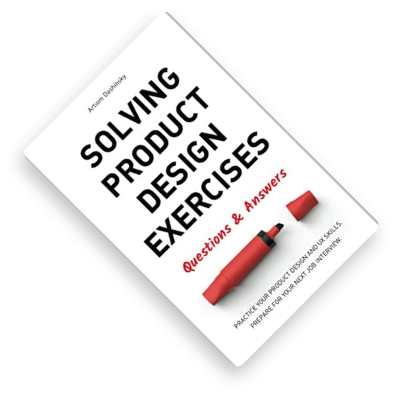 Artiom Dashinsky
SOLVING
PRODUCT
DESIGN
EXERCISES
Questions & Answers
PRACTICE YOUR PRODUCT DESIGN AND UX SKILLS.
PREPARE FOR YOUR NEXT JOB INTERVIEW.